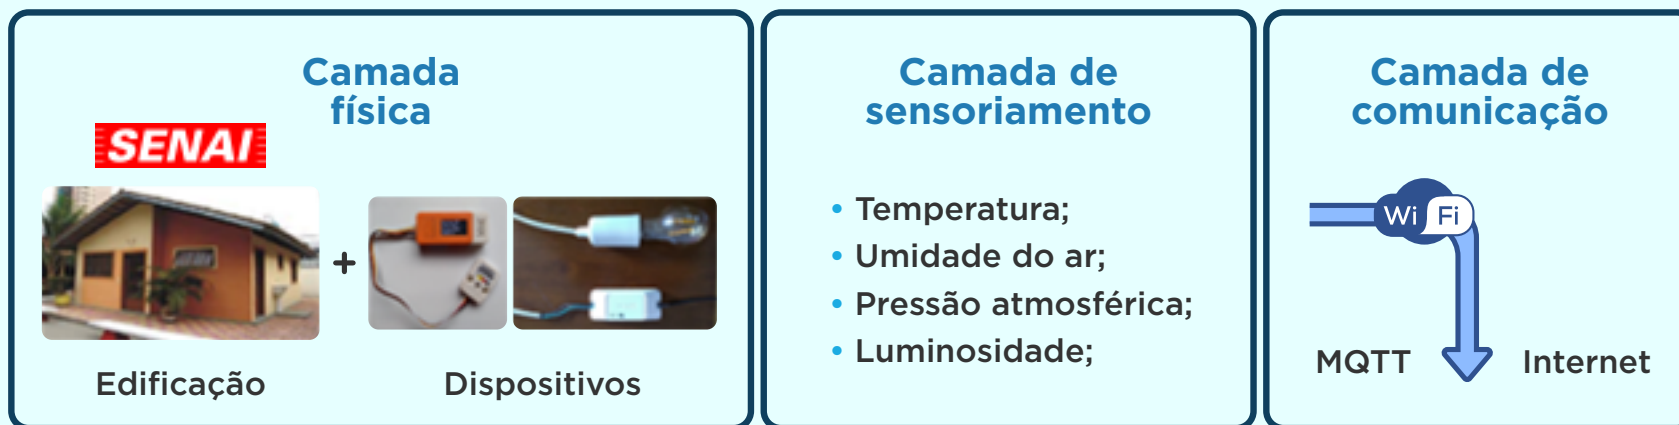 Camada
física
SENAI
+
Edificação
Dispositivos
Camada de
sensoriamento
• Temperatura;
• Umidade do ar;
• Pressão atmosférica;
• Luminosidade;
Camada de
comunicação
Wi Fi
MQTT
Internet